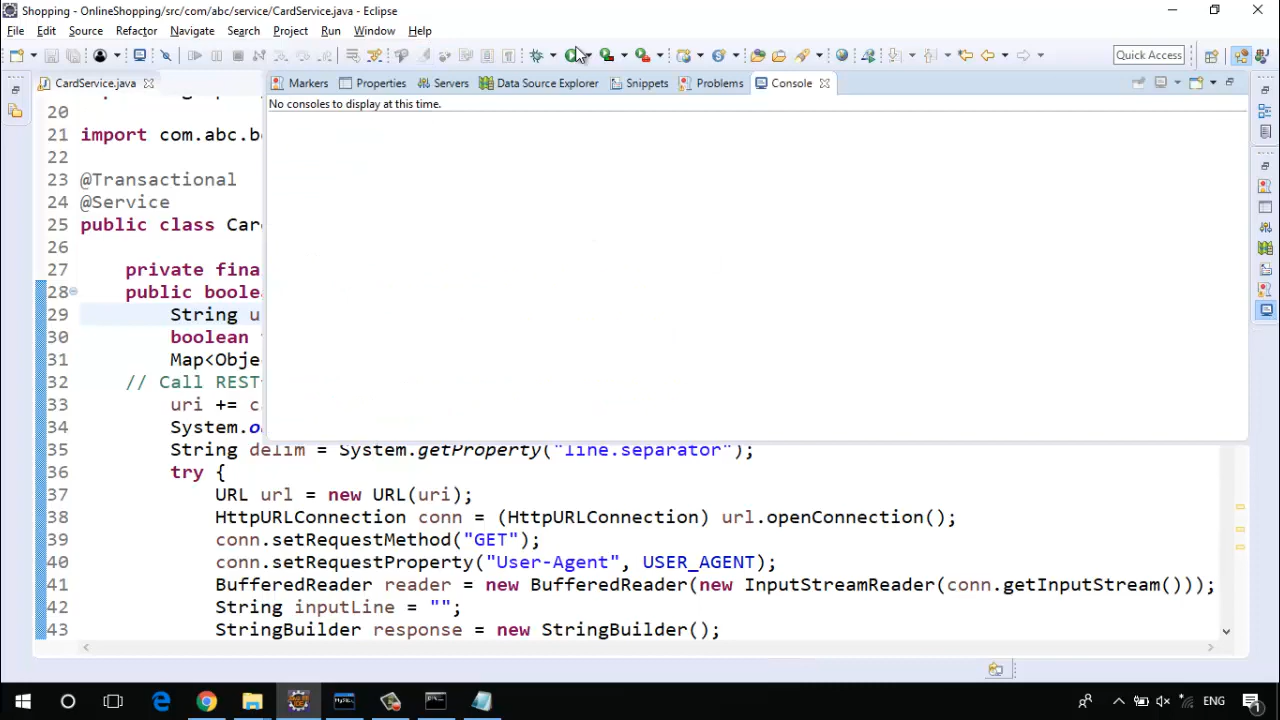 Shopping - OnlineShopping/src/com/abc/service/CardService.java - Eclipse
File Edit Source Refactor Navigate Search Project Run Window Help
Quick Access
CardService.java
Markers Properties Servers Data Source Explorer Snippets Problems Console
No consoles to display at this time.
20
21 import com.abc.b
22
23 @Transactional
24 @Service
25 public class Car
26
27 private fina
28 public boole
29 String u
30 boolean
31 Map<Obje
32 // Call REST
33 uri += c
34 System.o
35 String delim = System.getProperty("line.separator");
36 try {
37 URL url = new URL(uri);
38 HttpURLConnection conn = (HttpURLConnection) url.openConnection();
39 conn.setRequestMethod("GET");
40 conn.setRequestProperty("User-Agent", USER_AGENT);
41 BufferedReader reader = new BufferedReader(new InputStreamReader(conn.getInputStream()));
42 String inputLine = "";
43 StringBuilder response = new StringBuilder();
ENG